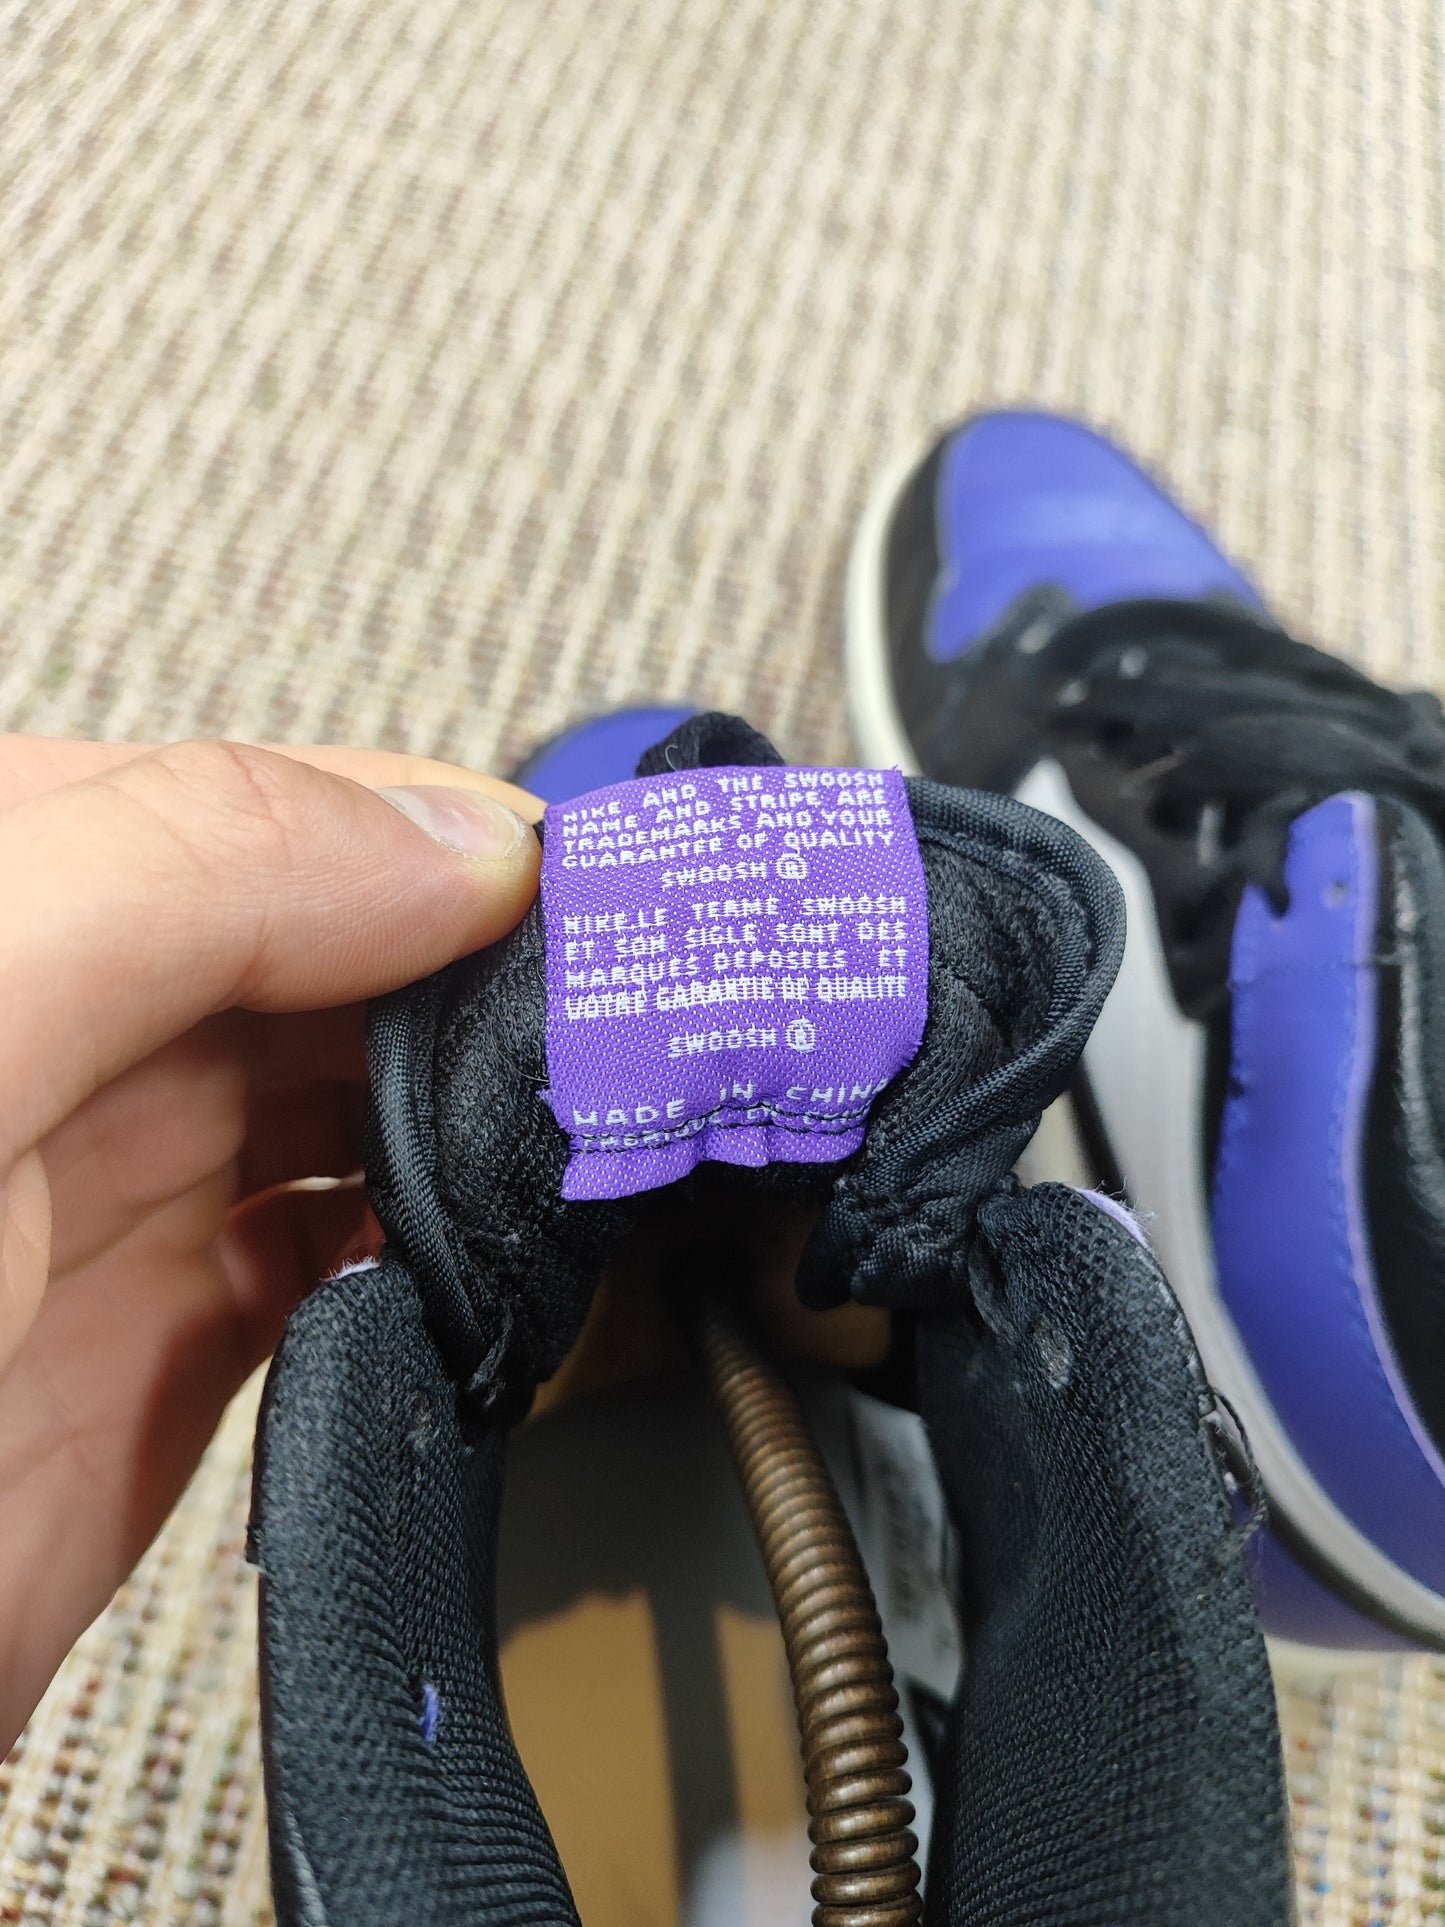 NIKE AND THE SWOOSH
NAME AND STRIPE ARE
TRADEMARKS AND YOUR
GUARANTEE OF QUALITY
SWOOSH ®
NIKE.LE TERME SWOOSH
ET SON SIGLE SONT DES
MARQUES DEPOSEES ET
VOTRE GARANTIE DE QUALITE
SWOOSH ®
MADE IN CHINA